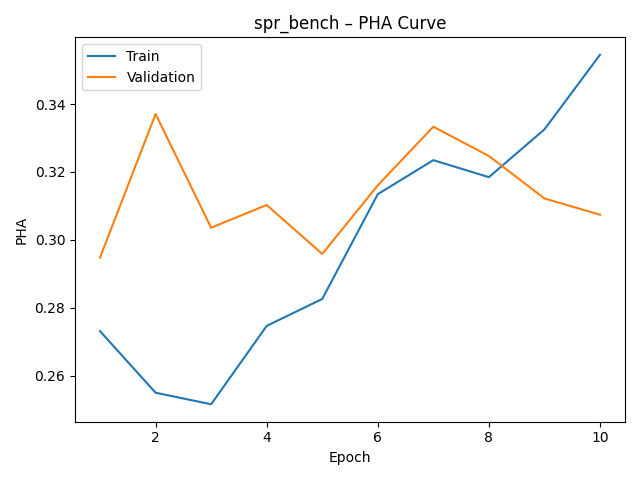 spr_bench – PHA Curve
Train
Validation
PHA
0.34
0.32
0.30
0.28
0.26
2
4
6
8
10
Epoch